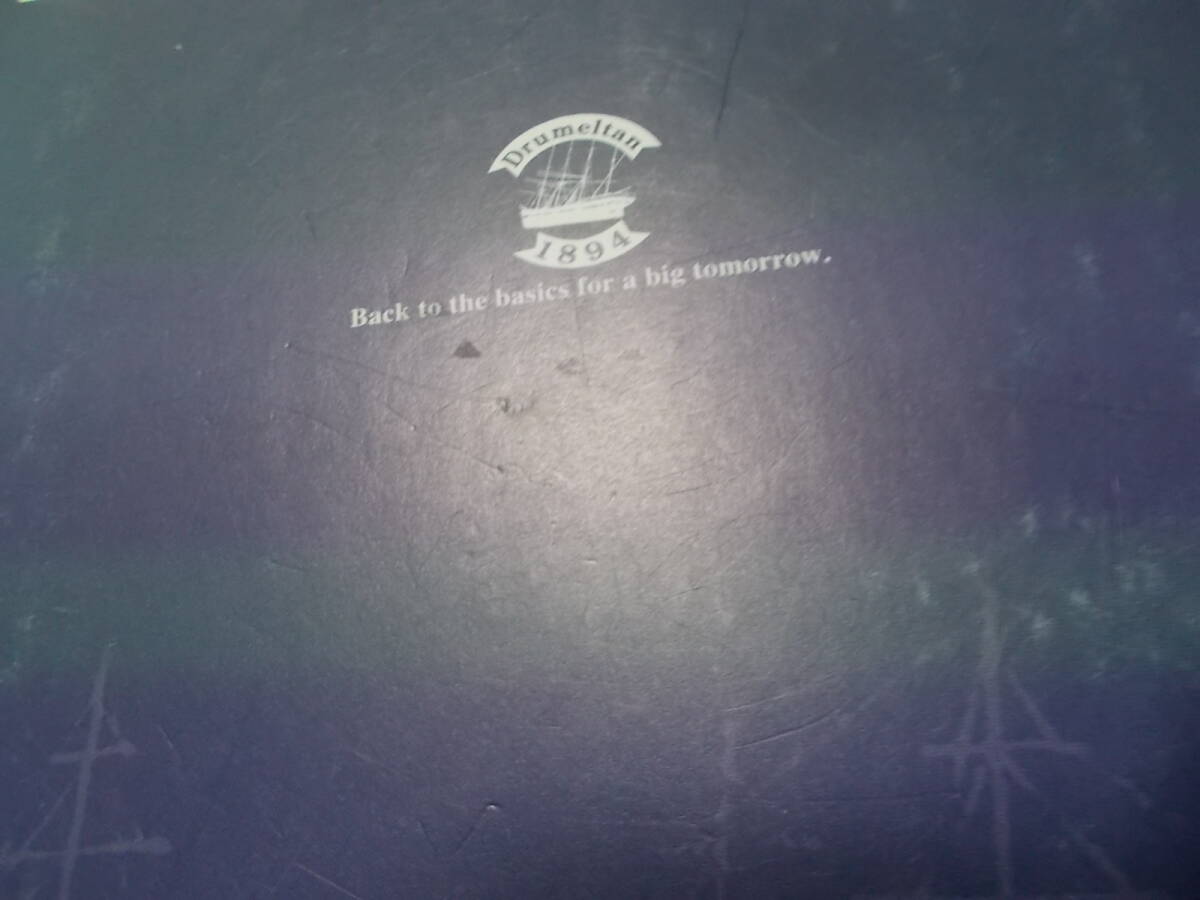 Drumeltan
1894
Back to the basics for a big tomorrow.